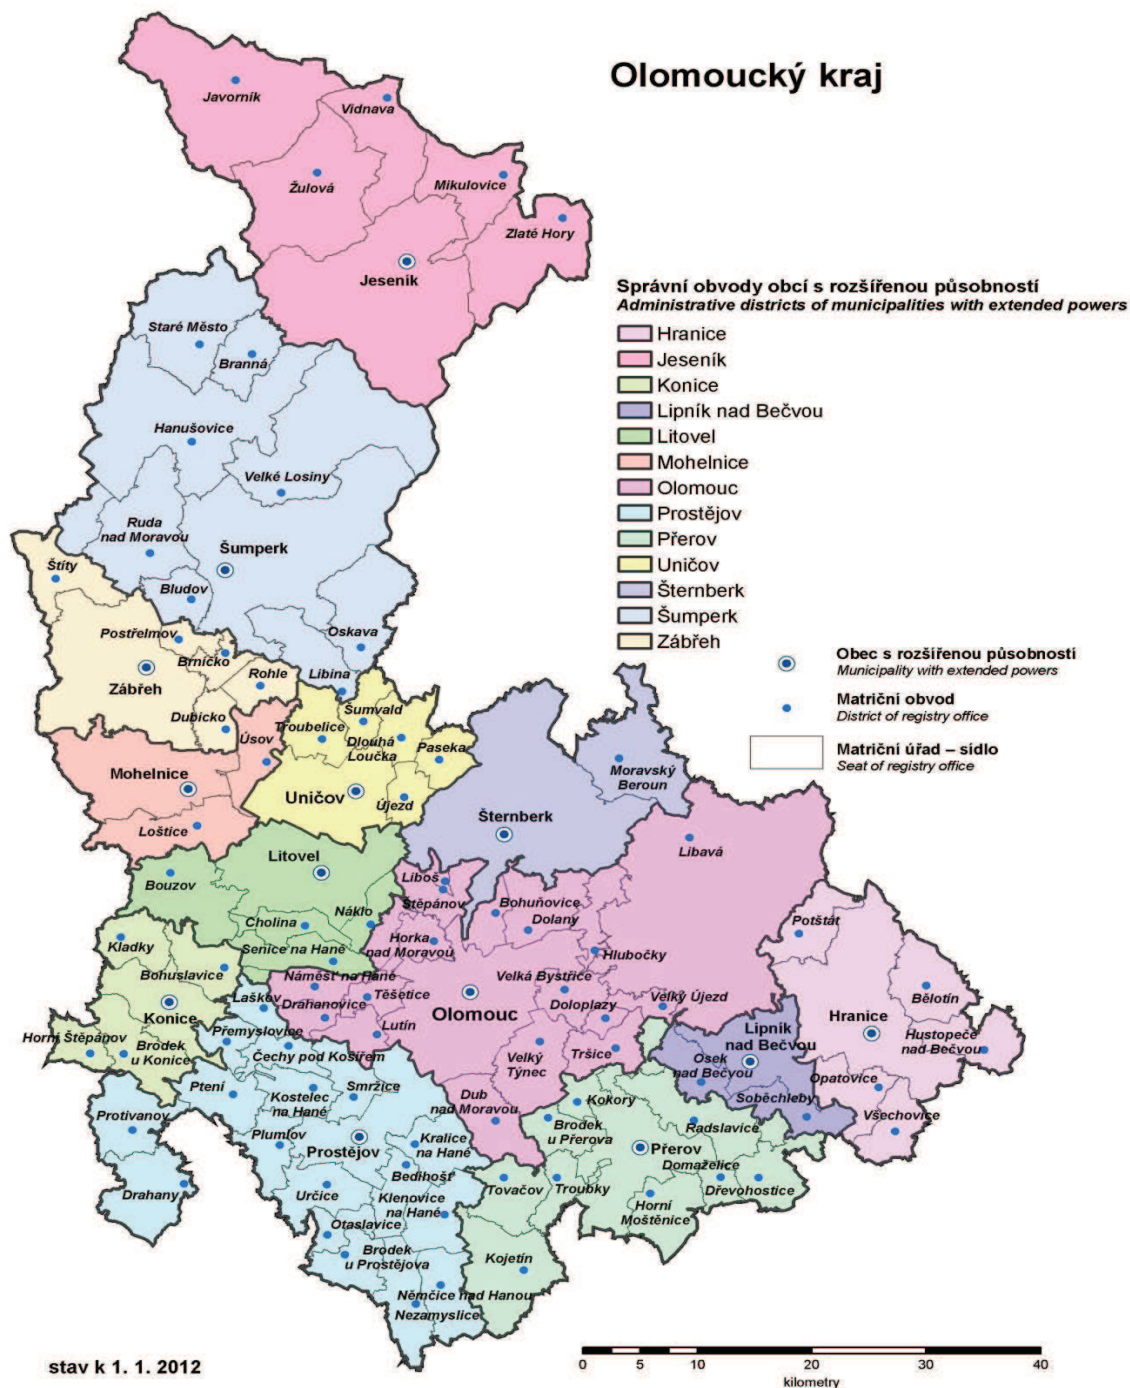 Olomoucký kraj
Javorník
Vidnava
Žulová
Mikulovice
Zlaté Hory
Jeseník
Správní obvody obcí s rozšířenou působností
Administrative districts of municipalities with extended powers
Hranice
Jeseník
Konice
Lipník nad Bečvou
Litovel
Mohelnice
Olomouc
Prostějov
Přerov
Uničov
Šternberk
Šumperk
Zábřeh
Obec s rozšířenou působností
Municipality with extended powers
Matriční obvod
District of registry office
Matriční úřad – sídlo
Seat of registry office
Staré Město
Branná
Hanušovice
Velké Losiny
Ruda
nad Moravou
Šumperk
Štíty
Bludov
Postřelmov
Oskava
Brníčko
Zábřeh
Rohle
Libina
Dubicko
Úsov
Šumvald
Troubelice
Dlouhá
Loučka
Paseka
Mohelnice
Uničov
Újezd
Loštice
Moravský
Beroun
Šternberk
Libavá
Litovel
Bouzov
Liboš
Štěpánov
Bohuňovice
Dolany
Náklo
Cholina
Senice na Hané
Horka
nad Moravou
Hlubočky
Potštát
Kladky
Bohuslavice
Náměšť na Hané
Velká Bystřice
Bělotín
Laškov
Drahanovice
Těšetice
Doloplazy
Velký Újezd
Konice
Olomouc
Lipník
nad Bečvou
Hranice
Přemyslovice
Lutín
Hustopeče
nad Bečvou
Horní Štěpánov
Brodek
u Konice
Čechy pod Kosířem
Velký
Týnec
Tršice
Osek
nad Bečvou
Opatovice
Ptení
Smržice
Kostelec
na Hané
Dub
nad Moravou
Kokory
Soběchleby
Všechovice
Protivanov
Plumlov
Prostějov
Kralice
na Hané
Brodek
u Přerova
Radslavice
Přerov
Bedihošť
Domaželice
Drahany
Určice
Klenovice
na Hané
Tovačov
Troubky
Dřevohostice
Horní
Moštěnice
Otaslavice
Brodek
u Prostějova
Kojetín
Němčice nad Hanou
Nezamyslice
stav k 1. 1. 2012
0 5 10 20 30 40
kilometry